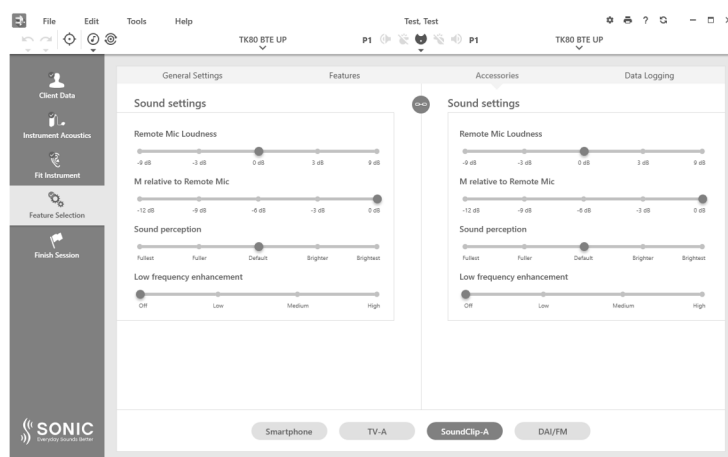 File Edit Tools Help Test, Test ?
TK80 BTE UP P1 P1 TK80 BTE UP
Client Data
Instrument Acoustics
Fit Instrument
Feature Selection
Finish Session
General Settings Features Accessories Data Logging
Sound settings
Remote Mic Loudness
-9 dB -3 dB 0 dB 3 dB 9 dB
M relative to Remote Mic
-12 dB -9 dB -6 dB -3 dB 0 dB
Sound perception
Fullest Fuller Default Brighter Brightest
Low frequency enhancement
Off Low Medium High
Sound settings
Remote Mic Loudness
-9 dB -3 dB 0 dB 3 dB 9 dB
M relative to Remote Mic
-12 dB -9 dB -6 dB -3 dB 0 dB
Sound perception
Fullest Fuller Default Brighter Brightest
Low frequency enhancement
Off Low Medium High
Smartphone TV-A SoundClip-A DAI/FM
SONIC
Everyday Sounds Better